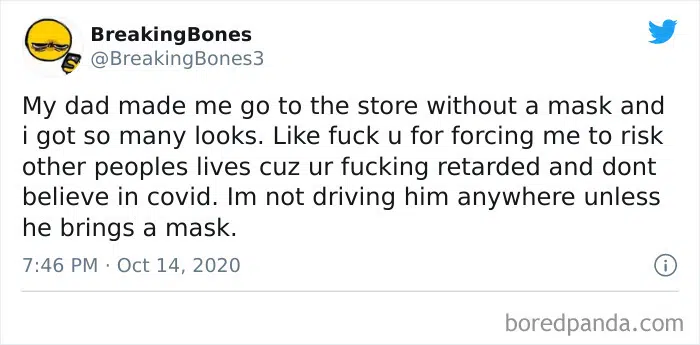 BreakingBones
@BreakingBones3
My dad made me go to the store without a mask and
i got so many looks. Like fuck u for forcing me to risk
other peoples lives cuz ur fucking retarded and dont
believe in covid. Im not driving him anywhere unless
he brings a mask.
7:46 PM · Oct 14, 2020
boredpanda.com